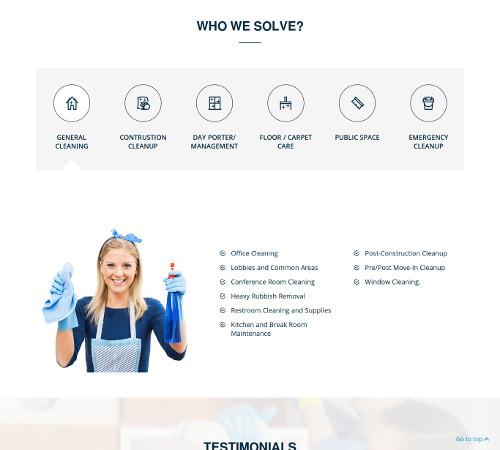 WHO WE SOLVE?
GENERAL
CLEANING
CONTRUSTION
CLEANUP
DAY PORTER/
MANAGEMENT
FLOOR / CARPET
CARE
PUBLIC SPACE
EMERGENCY
CLEANUP
Office Cleaning
Lobbies and Common Areas
Conference Room Cleaning
Heavy Rubbish Removal
Restroom Cleaning and Supplies
Kitchen and Break Room
Maintenance
Post-Construction Cleanup
Pre/Post Move-In Cleanup
Window Cleaning.
Go to top
TESTIMONIALS